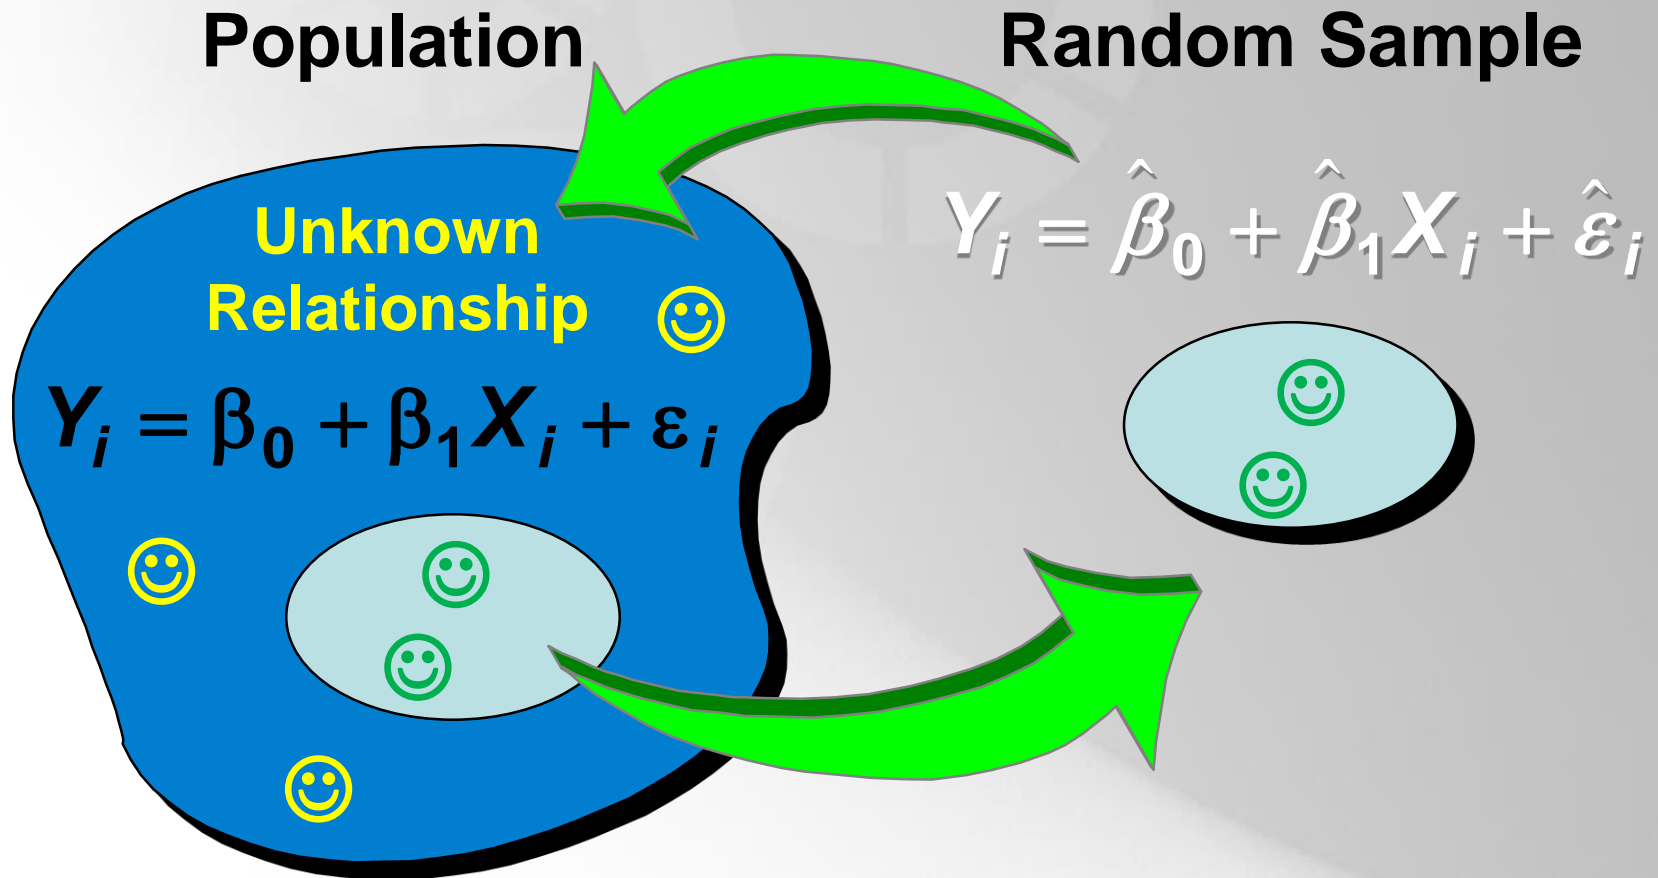 Population
Random Sample
Unknown
Relationship
Yᵢ = β₀ + β₁Xᵢ + εᵢ
Yᵢ = β̂₀ + β̂₁Xᵢ + ε̂ᵢ